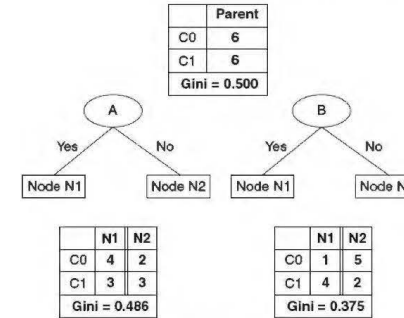 Parent
C0 6
C1 6
Gini = 0.500
A
B
Yes No
Yes No
Node N1
Node N2
Node N1
Node N
N1 N2
C0 4 2
C1 3 3
Gini = 0.486
N1 N2
C0 1 5
C1 4 2
Gini = 0.375